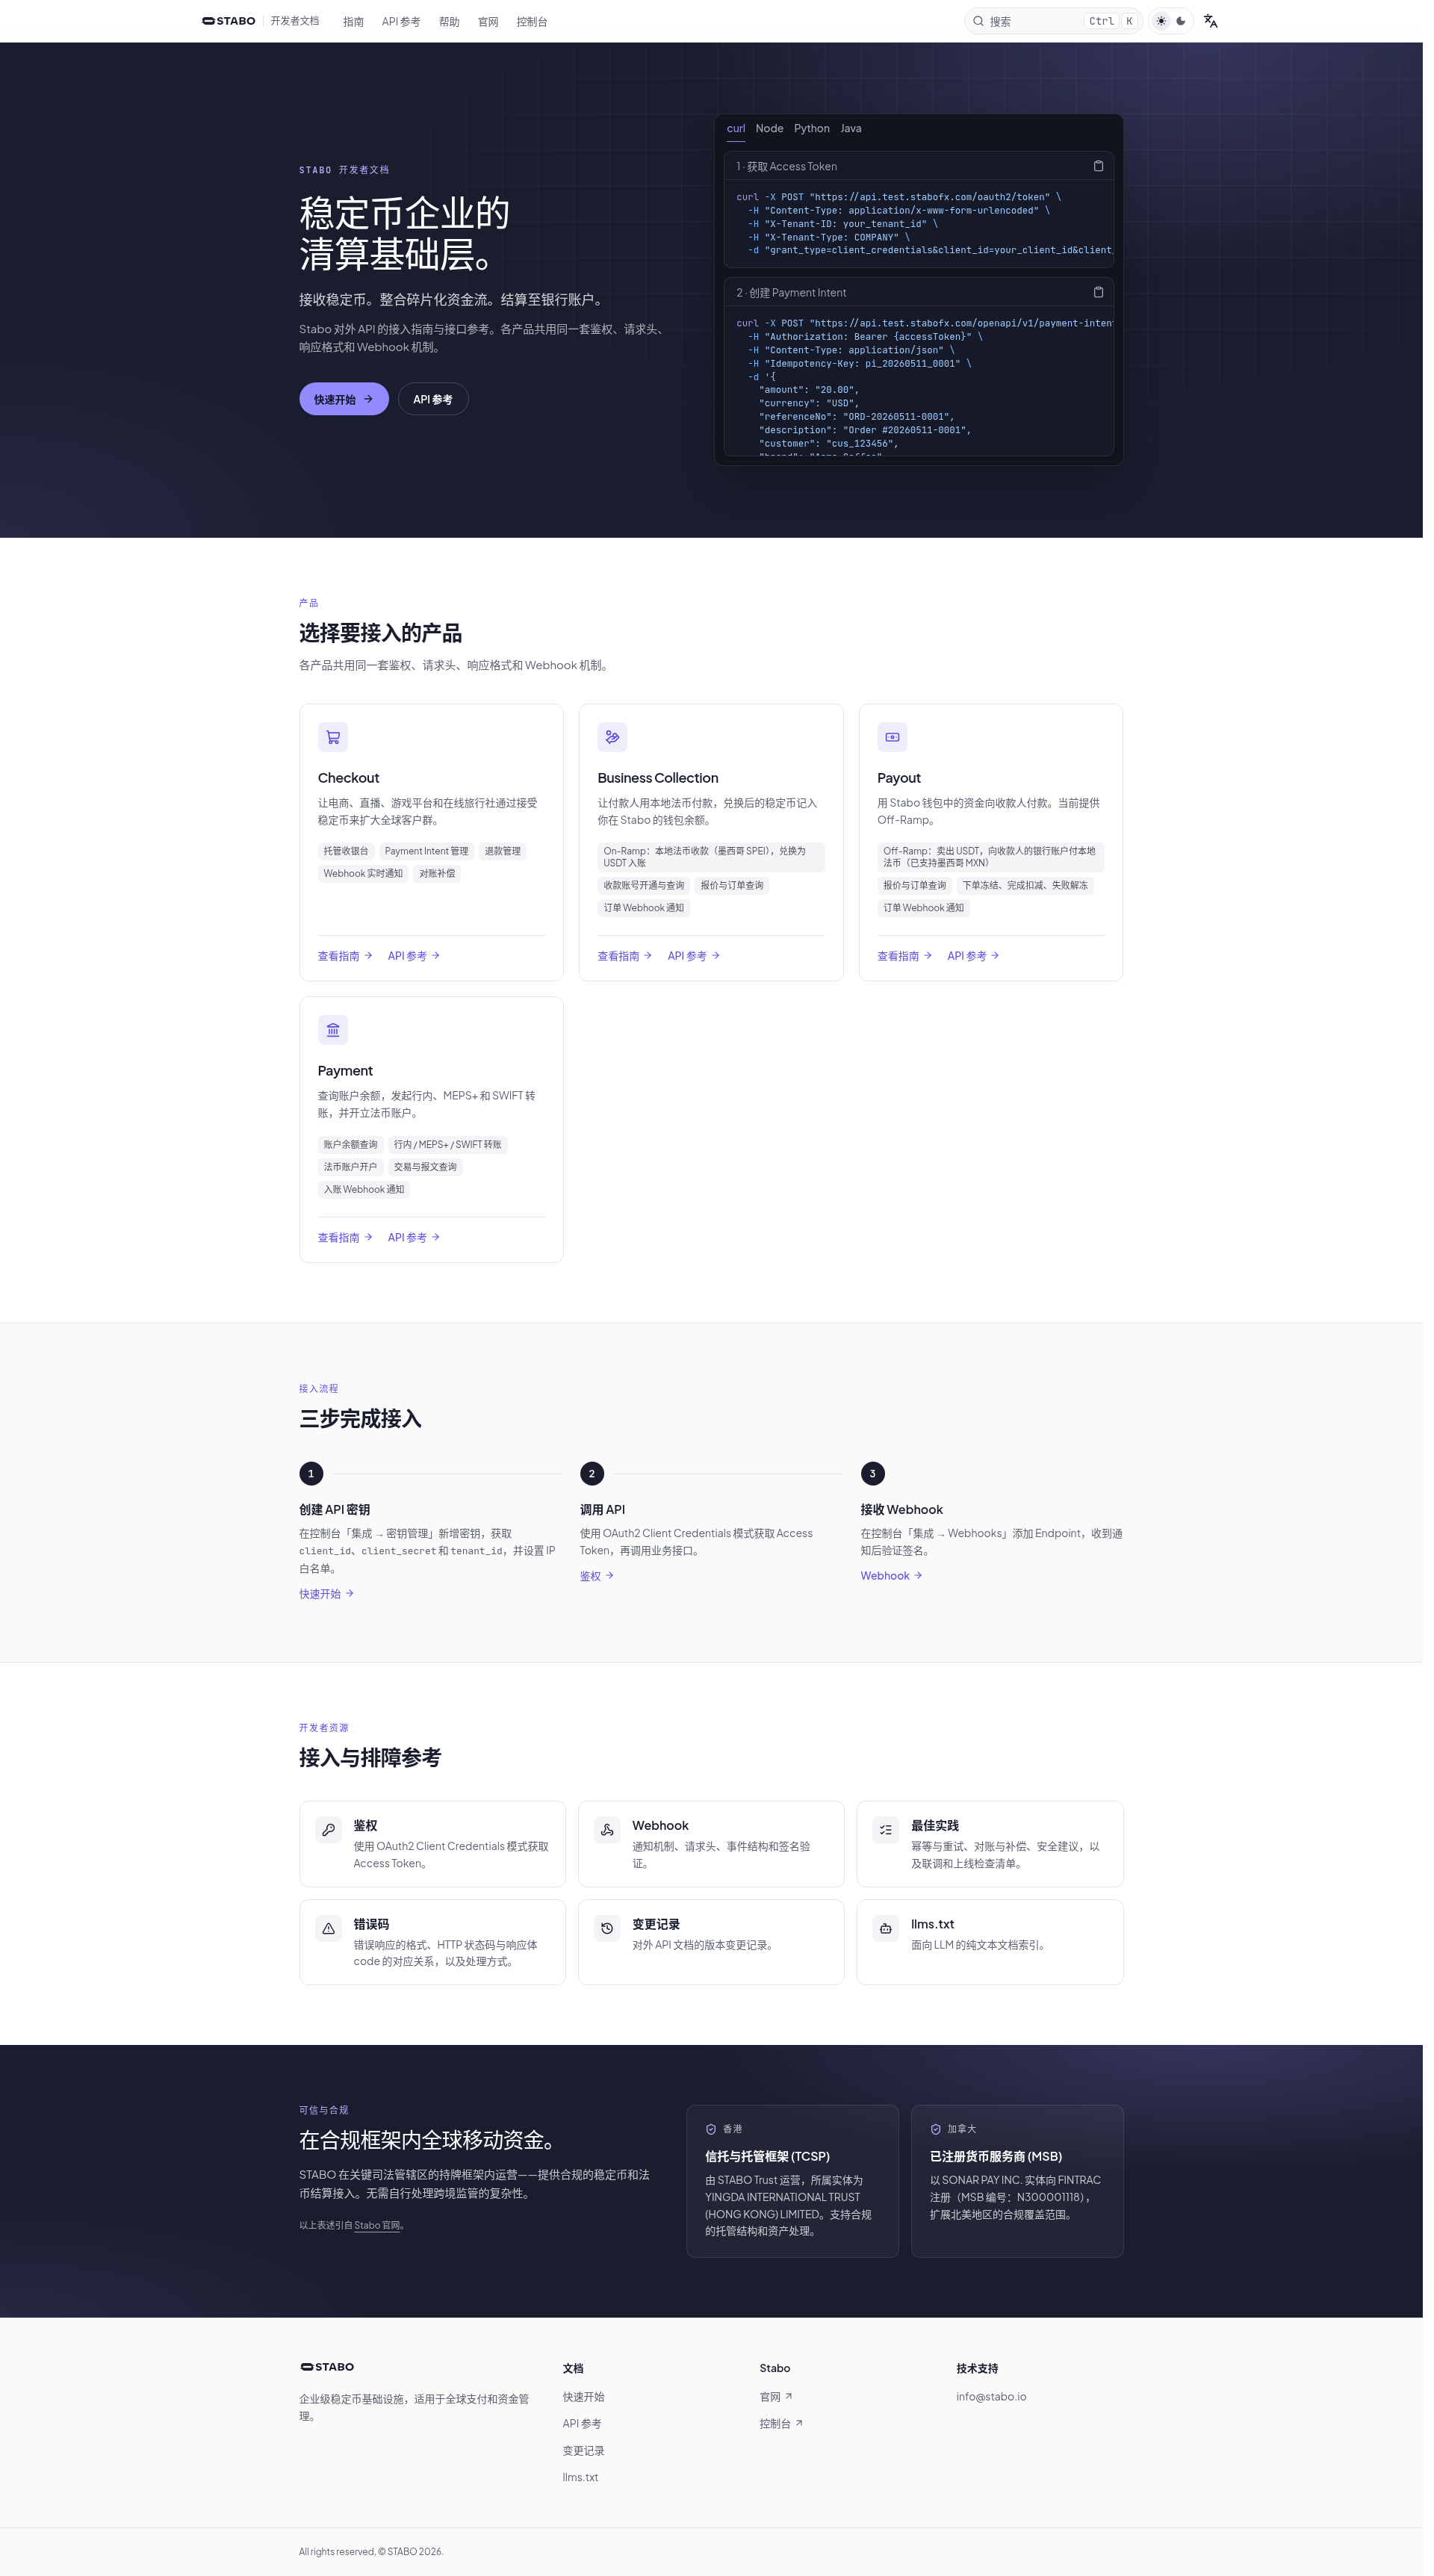 STABO 开发者文档 指南 API 参考 帮助 官网 控制台 搜索 Ctrl K
STABO 开发者文档
稳定币企业的
清算基础层。
接收稳定币。整合碎片化资金流。结算至银行账户。
Stabo 对外 API 的接入指南与接口参考。各产品共用同一套鉴权、请求头、
响应格式和 Webhook 机制。
快速开始 → API 参考
curl Node Python Java
1 · 获取 Access Token
curl -X POST "https://api.test.stabofx.com/oauth2/token" \
-H "Content-Type: application/x-www-form-urlencoded" \
-H "X-Tenant-ID: your_tenant_id" \
-H "X-Tenant-Type: COMPANY" \
-d "grant_type=client_credentials&client_id=your_client_id&client_
2 · 创建 Payment Intent
curl -X POST "https://api.test.stabofx.com/openapi/v1/payment-inten
-H "Authorization: Bearer {accessToken}" \
-H "Content-Type: application/json" \
-H "Idempotency-Key: pi_20260511_0001" \
-d '{
"amount": "20.00",
"currency": "USD",
"referenceNo": "ORD-20260511-0001",
"description": "Order #20260511-0001",
"customer": "cus_123456",
产品
选择要接入的产品
各产品共用同一套鉴权、请求头、响应格式和 Webhook 机制。
Checkout
让电商、直播、游戏平台和在线旅行社通过接受
稳定币来扩大全球客户群。
托管收银台 Payment Intent 管理 退款管理
Webhook 实时通知 对账补偿
查看指南 → API 参考 →
Business Collection
让付款人用本地法币付款，兑换后的稳定币记入
你在 Stabo 的钱包余额。
On-Ramp：本地法币收款（墨西哥 SPEI），兑换为
USDT 入账
收款账号开通与查询 报价与订单查询
订单 Webhook 通知
查看指南 → API 参考 →
Payout
用 Stabo 钱包中的资金向收款人付款。当前提供
Off-Ramp。
Off-Ramp：卖出 USDT，向收款人的银行账户付本地
法币（已支持墨西哥 MXN）
报价与订单查询 下单冻结、完成扣减、失败解冻
订单 Webhook 通知
查看指南 → API 参考 →
Payment
查询账户余额，发起行内、MEPS+ 和 SWIFT 转
账，并开立法币账户。
账户余额查询 行内 / MEPS+ / SWIFT 转账
法币账户开户 交易与报文查询
入账 Webhook 通知
查看指南 → API 参考 →
接入流程
三步完成接入
1
创建 API 密钥
在控制台「集成 → 密钥管理」新增密钥，获取
client_id、client_secret 和 tenant_id，并设置 IP
白名单。
快速开始 →
2
调用 API
使用 OAuth2 Client Credentials 模式获取 Access
Token，再调用业务接口。
鉴权 →
3
接收 Webhook
在控制台「集成 → Webhooks」添加 Endpoint，收到通
知后验证签名。
Webhook →
开发者资源
接入与排障参考
鉴权
使用 OAuth2 Client Credentials 模式获取
Access Token。
Webhook
通知机制、请求头、事件结构和签名验
证。
最佳实践
幂等与重试、对账与补偿、安全建议，以
及联调和上线检查清单。
错误码
错误响应的格式、HTTP 状态码与响应体
code 的对应关系，以及处理方式。
变更记录
对外 API 文档的版本变更记录。
llms.txt
面向 LLM 的纯文本文档索引。
可信与合规
在合规框架内全球移动资金。
STABO 在关键司法管辖区的持牌框架内运营——提供合规的稳定币和法
币结算接入。无需自行处理跨境监管的复杂性。
以上表述引自 Stabo 官网。
香港
信托与托管框架 (TCSP)
由 STABO Trust 运营，所属实体为
YINGDA INTERNATIONAL TRUST
(HONG KONG) LIMITED。支持合规
的托管结构和资产处理。
加拿大
已注册货币服务商 (MSB)
以 SONAR PAY INC. 实体向 FINTRAC
注册（MSB 编号：N300001118），
扩展北美地区的合规覆盖范围。
STABO
企业级稳定币基础设施，适用于全球支付和资金管
理。
文档
快速开始
API 参考
变更记录
llms.txt
Stabo
官网 ↗
控制台 ↗
技术支持
info@stabo.io
All rights reserved, © STABO 2026.